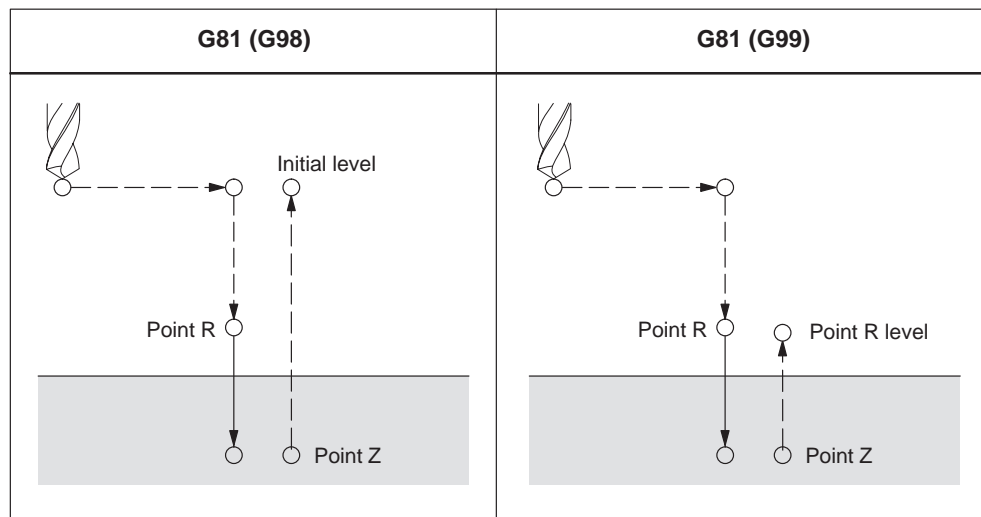 G81 (G98)
G81 (G99)
Initial level
Point R
Point Z
Point R
Point R level
Point Z